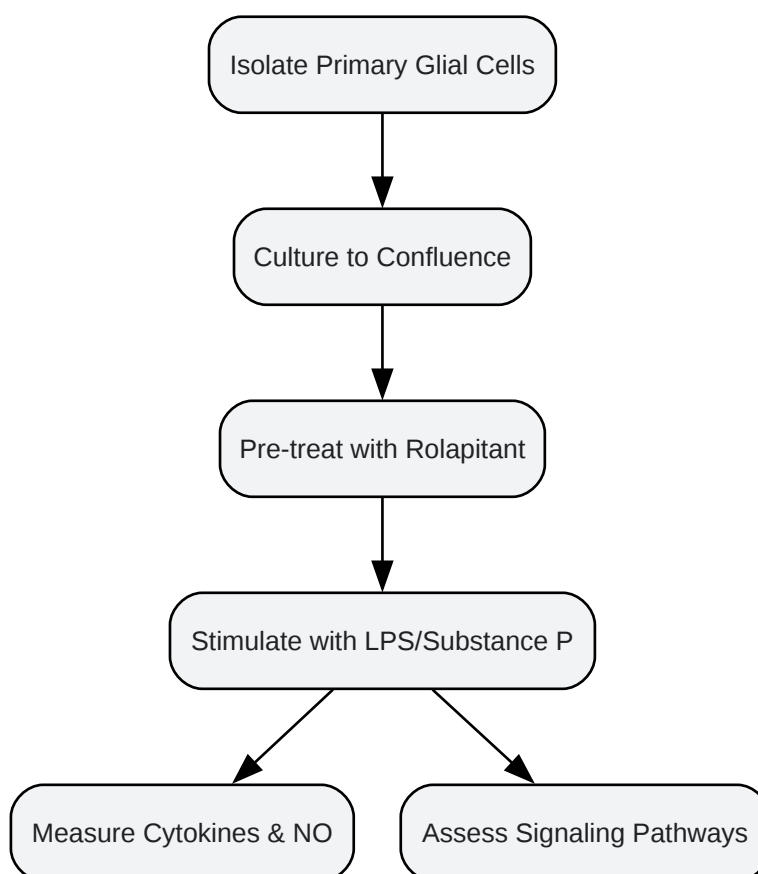 Isolate Primary Glial Cells
Culture to Confluence
Pre-treat with Rolapitant
Stimulate with LPS/Substance P
Measure Cytokines & NO
Assess Signaling Pathways